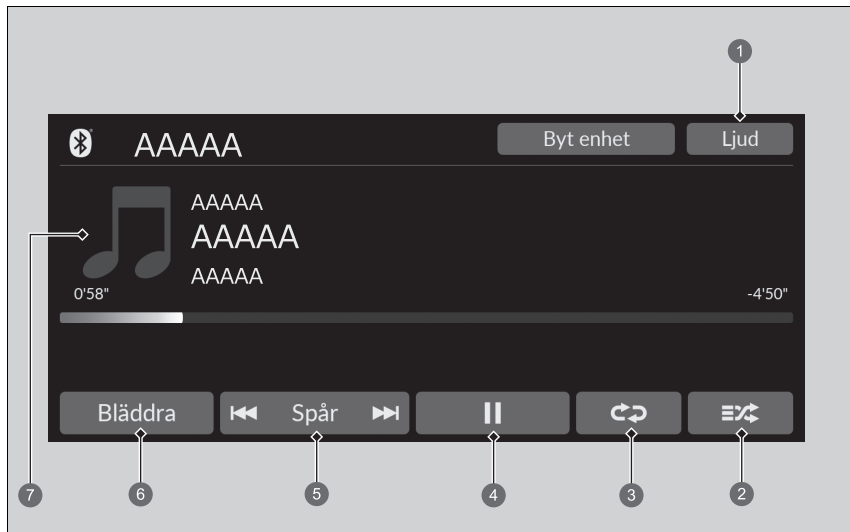 1
AAAAA
Byt enhet
Ljud
AAAAA
AAAAA
AAAAA
7
0'58"
-4'50"
Bläddra
Spår
6
5
4
3
2